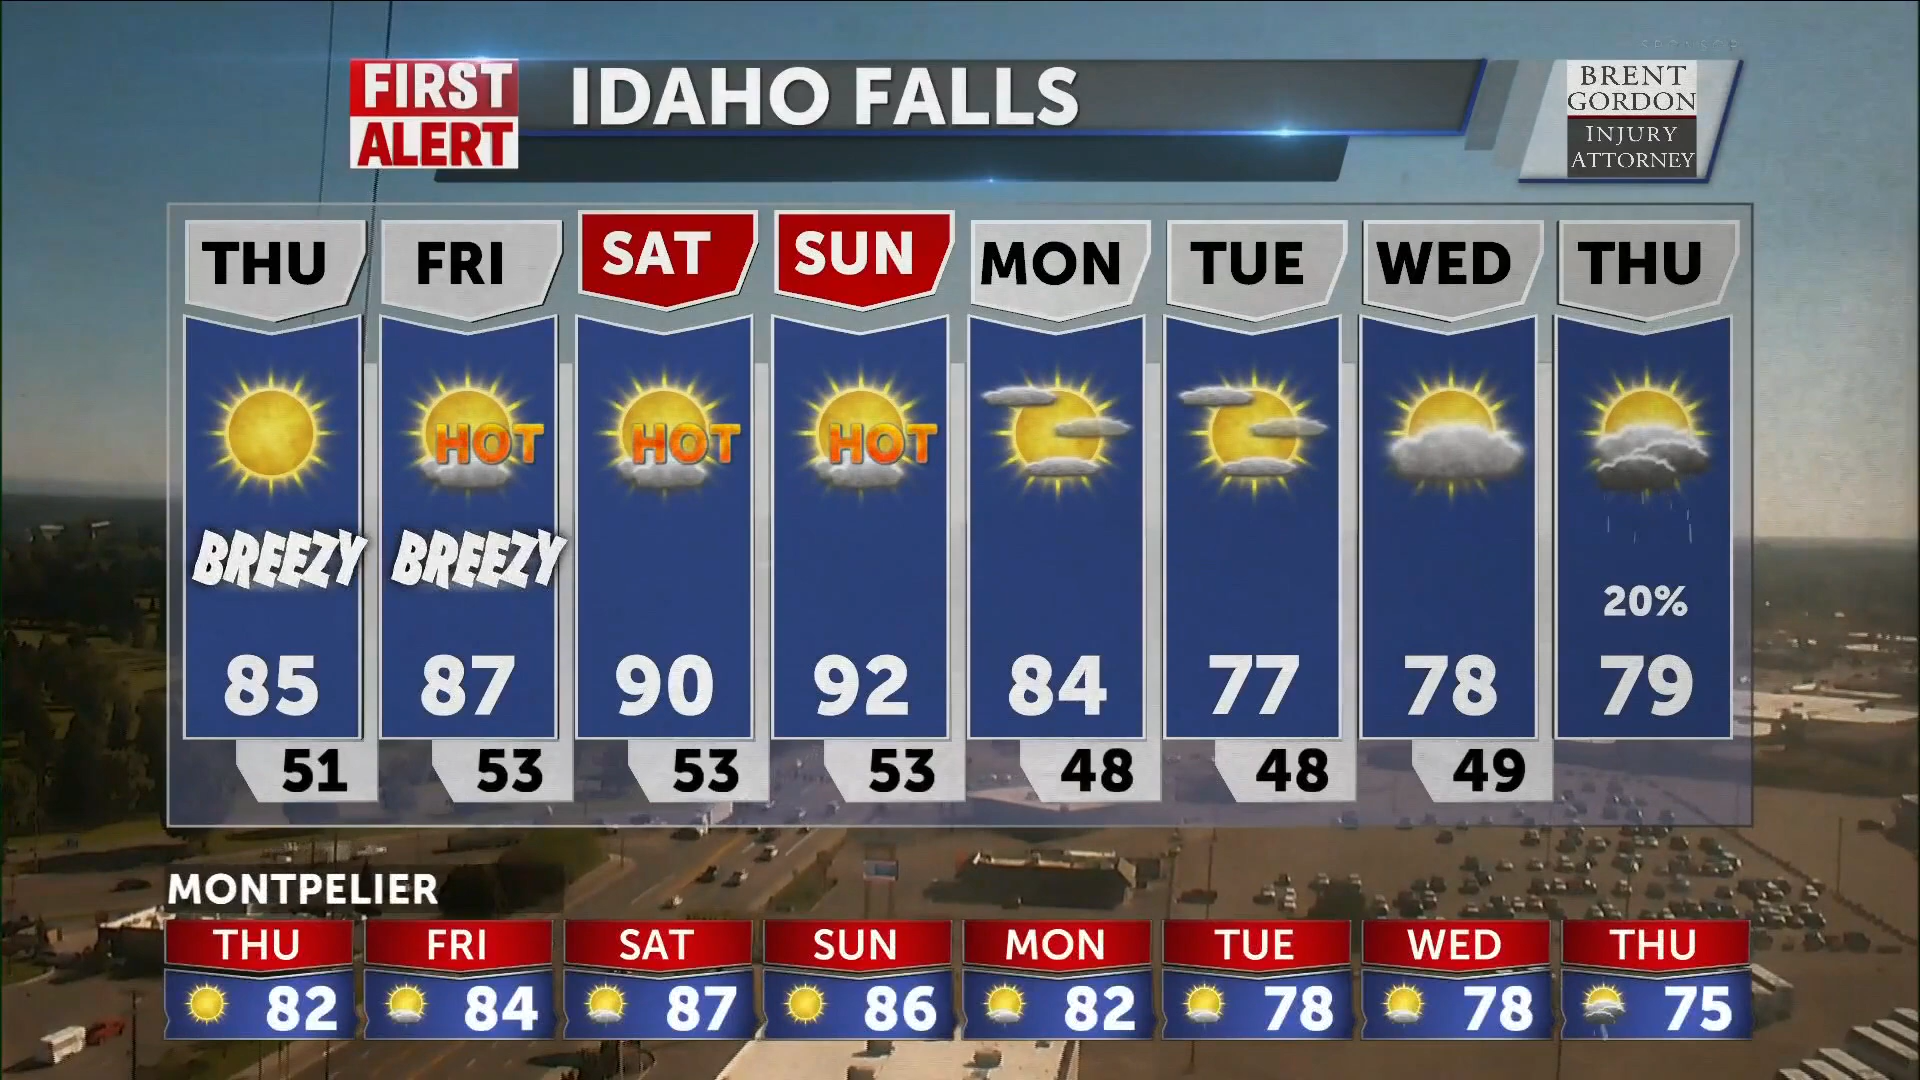 SPONSOR
FIRST
ALERT
IDAHO FALLS
BRENT
GORDON
INJURY
ATTORNEY
THU FRI SAT SUN MON TUE WED THU
HOT HOT HOT
BREEZY BREEZY
20%
85 87 90 92 84 77 78 79
51 53 53 53 48 48 49
MONTPELIER
THU FRI SAT SUN MON TUE WED THU
82 84 87 86 82 78 78 75